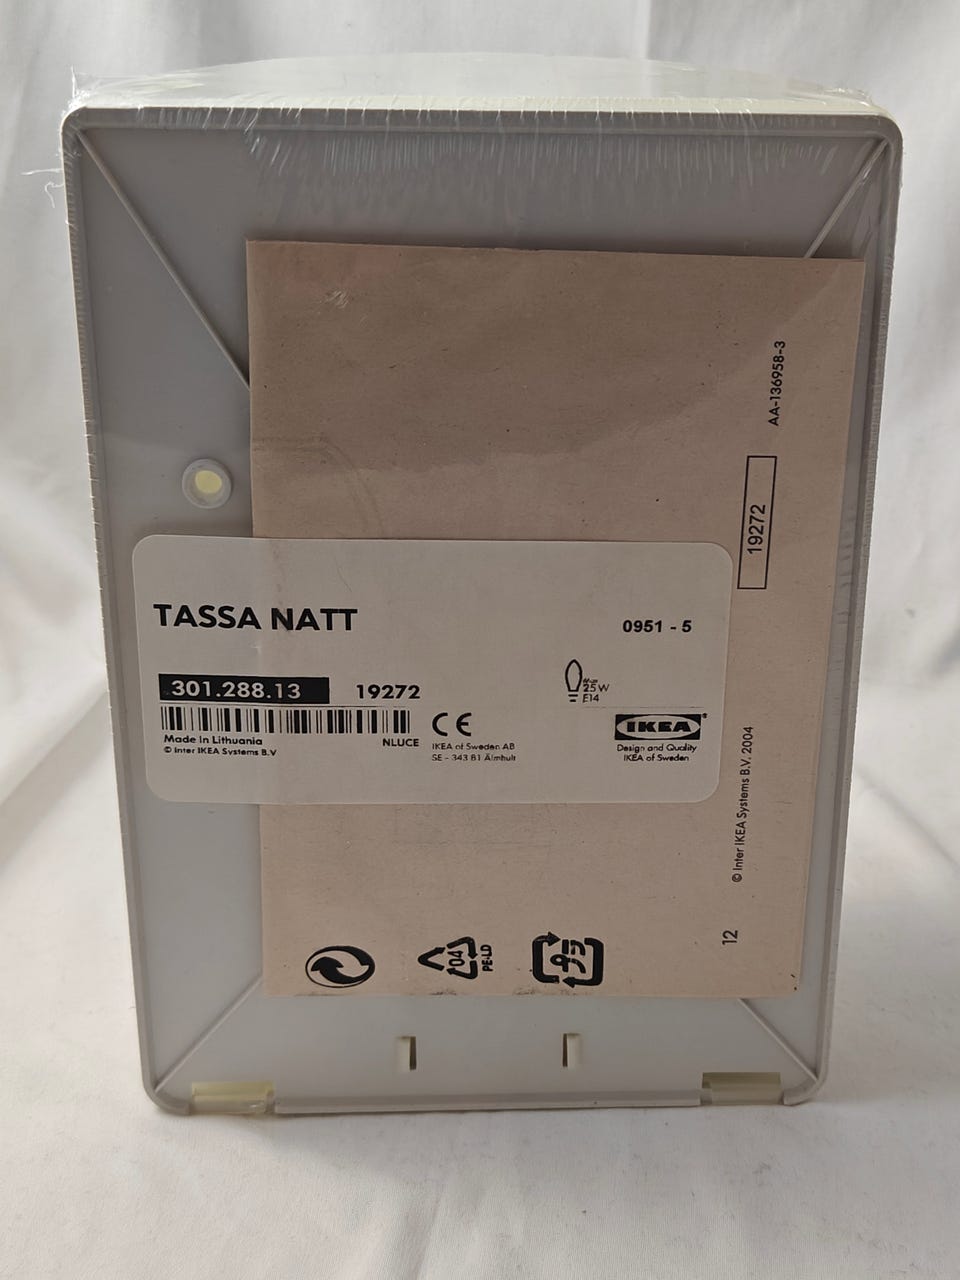 AA-136958-3
19272
TASSA NATT
0951 - 5
301.288.13
19272
25W
E14
Made in Lithuania
© Inter IKEA Systems B.V
NLUCE
CE
IKEA of Sweden AB
SE - 343 81 Älmhult
IKEA®
Design and Quality
IKEA of Sweden
© Inter IKEA Systems B.V. 2004
12
04
PE-LD
プラ